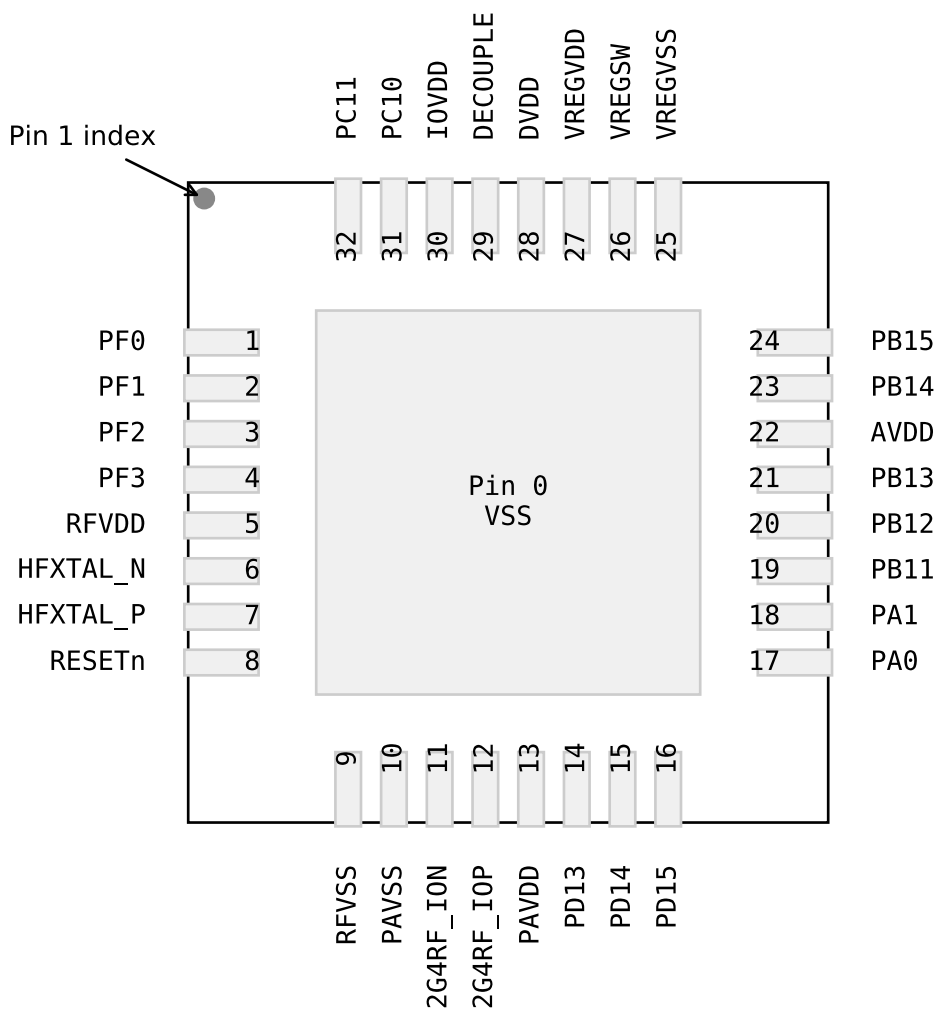 PC11
PC10
IOVDD
DECOUPLE
DVDD
VREGVDD
VREGSW
VREGVSS
Pin 1 index
32
31
30
29
28
27
26
25
PF0 1
24 PB15
PF1 2
23 PB14
PF2 3
22 AVDD
PF3 4
21 PB13
RFVDD 5
20 PB12
HFXTAL_N 6
19 PB11
HFXTAL_P 7
18 PA1
RESETn 8
17 PA0
Pin 0
VSS
9
10
11
12
13
14
15
16
RFVSS
PAVSS
2G4RF_ION
2G4RF_IOP
PAVDD
PD13
PD14
PD15